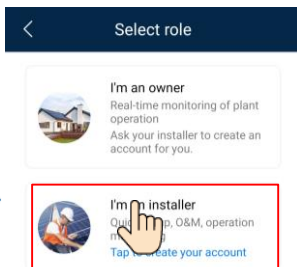 Select role
I'm an owner
Real-time monitoring of plant
operation
Ask your installer to create an
account for you.
I'm installer
O&M, operation
Tap create your account